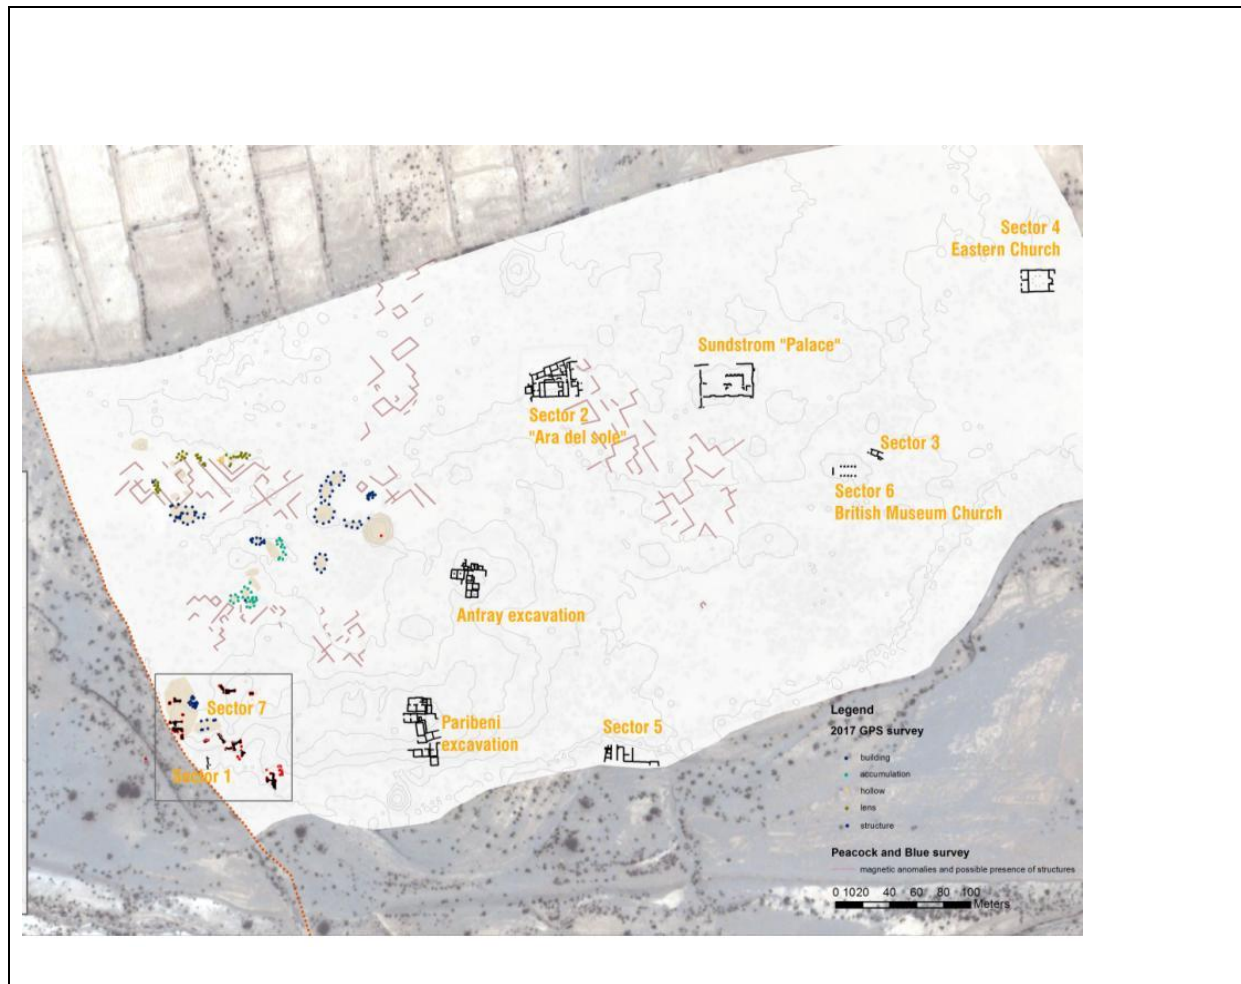 Sector 4
Eastern Church
Sundstrom "Palace"
Sector 2
"Ara del sole"
Sector 3
Sector 6
British Museum Church
Anfray excavation
Sector 7
Paribeni
excavation
Sector 5
Sector 1
Legend
2017 GPS survey
building
accumulation
hollow
lens
structure
Peacock and Blue survey
magnetic anomalies and possible presence of structures
0 1020 40 60 80 100
Meters